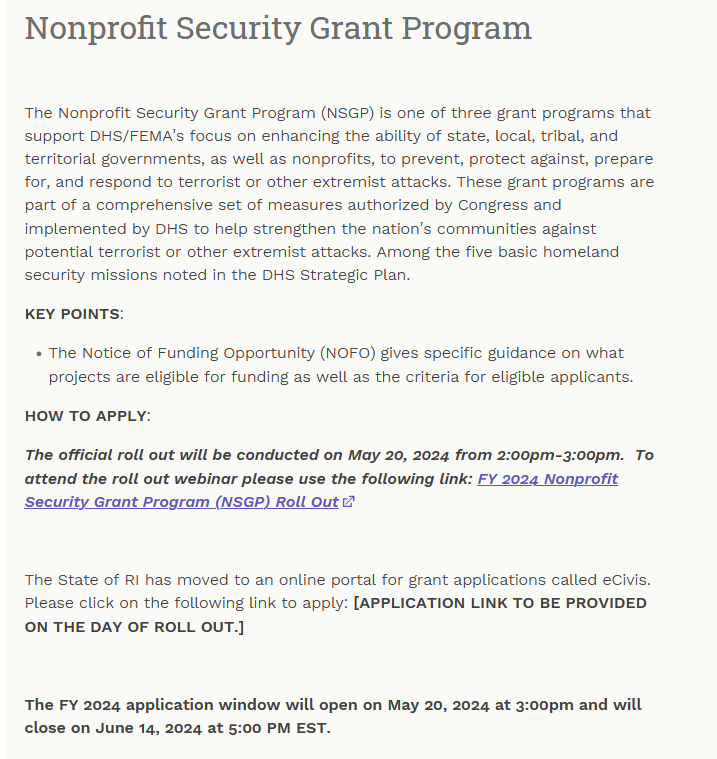 Nonprofit Security Grant Program
The Nonprofit Security Grant Program (NSGP) is one of three grant programs that
support DHS/FEMA's focus on enhancing the ability of state, local, tribal, and
territorial governments, as well as nonprofits, to prevent, protect against, prepare
for, and respond to terrorist or other extremist attacks. These grant programs are
part of a comprehensive set of measures authorized by Congress and
implemented by DHS to help strengthen the nation's communities against
potential terrorist or other extremist attacks. Among the five basic homeland
security missions noted in the DHS Strategic Plan.
KEY POINTS:
• The Notice of Funding Opportunity (NOFO) gives specific guidance on what
projects are eligible for funding as well as the criteria for eligible applicants.
HOW TO APPLY:
The official roll out will be conducted on May 20, 2024 from 2:00pm-3:00pm. To
attend the roll out webinar please use the following link: FY 2024 Nonprofit
Security Grant Program (NSGP) Roll Out
The State of RI has moved to an online portal for grant applications called eCivis.
Please click on the following link to apply: [APPLICATION LINK TO BE PROVIDED
ON THE DAY OF ROLL OUT.]
The FY 2024 application window will open on May 20, 2024 at 3:00pm and will
close on June 14, 2024 at 5:00 PM EST.